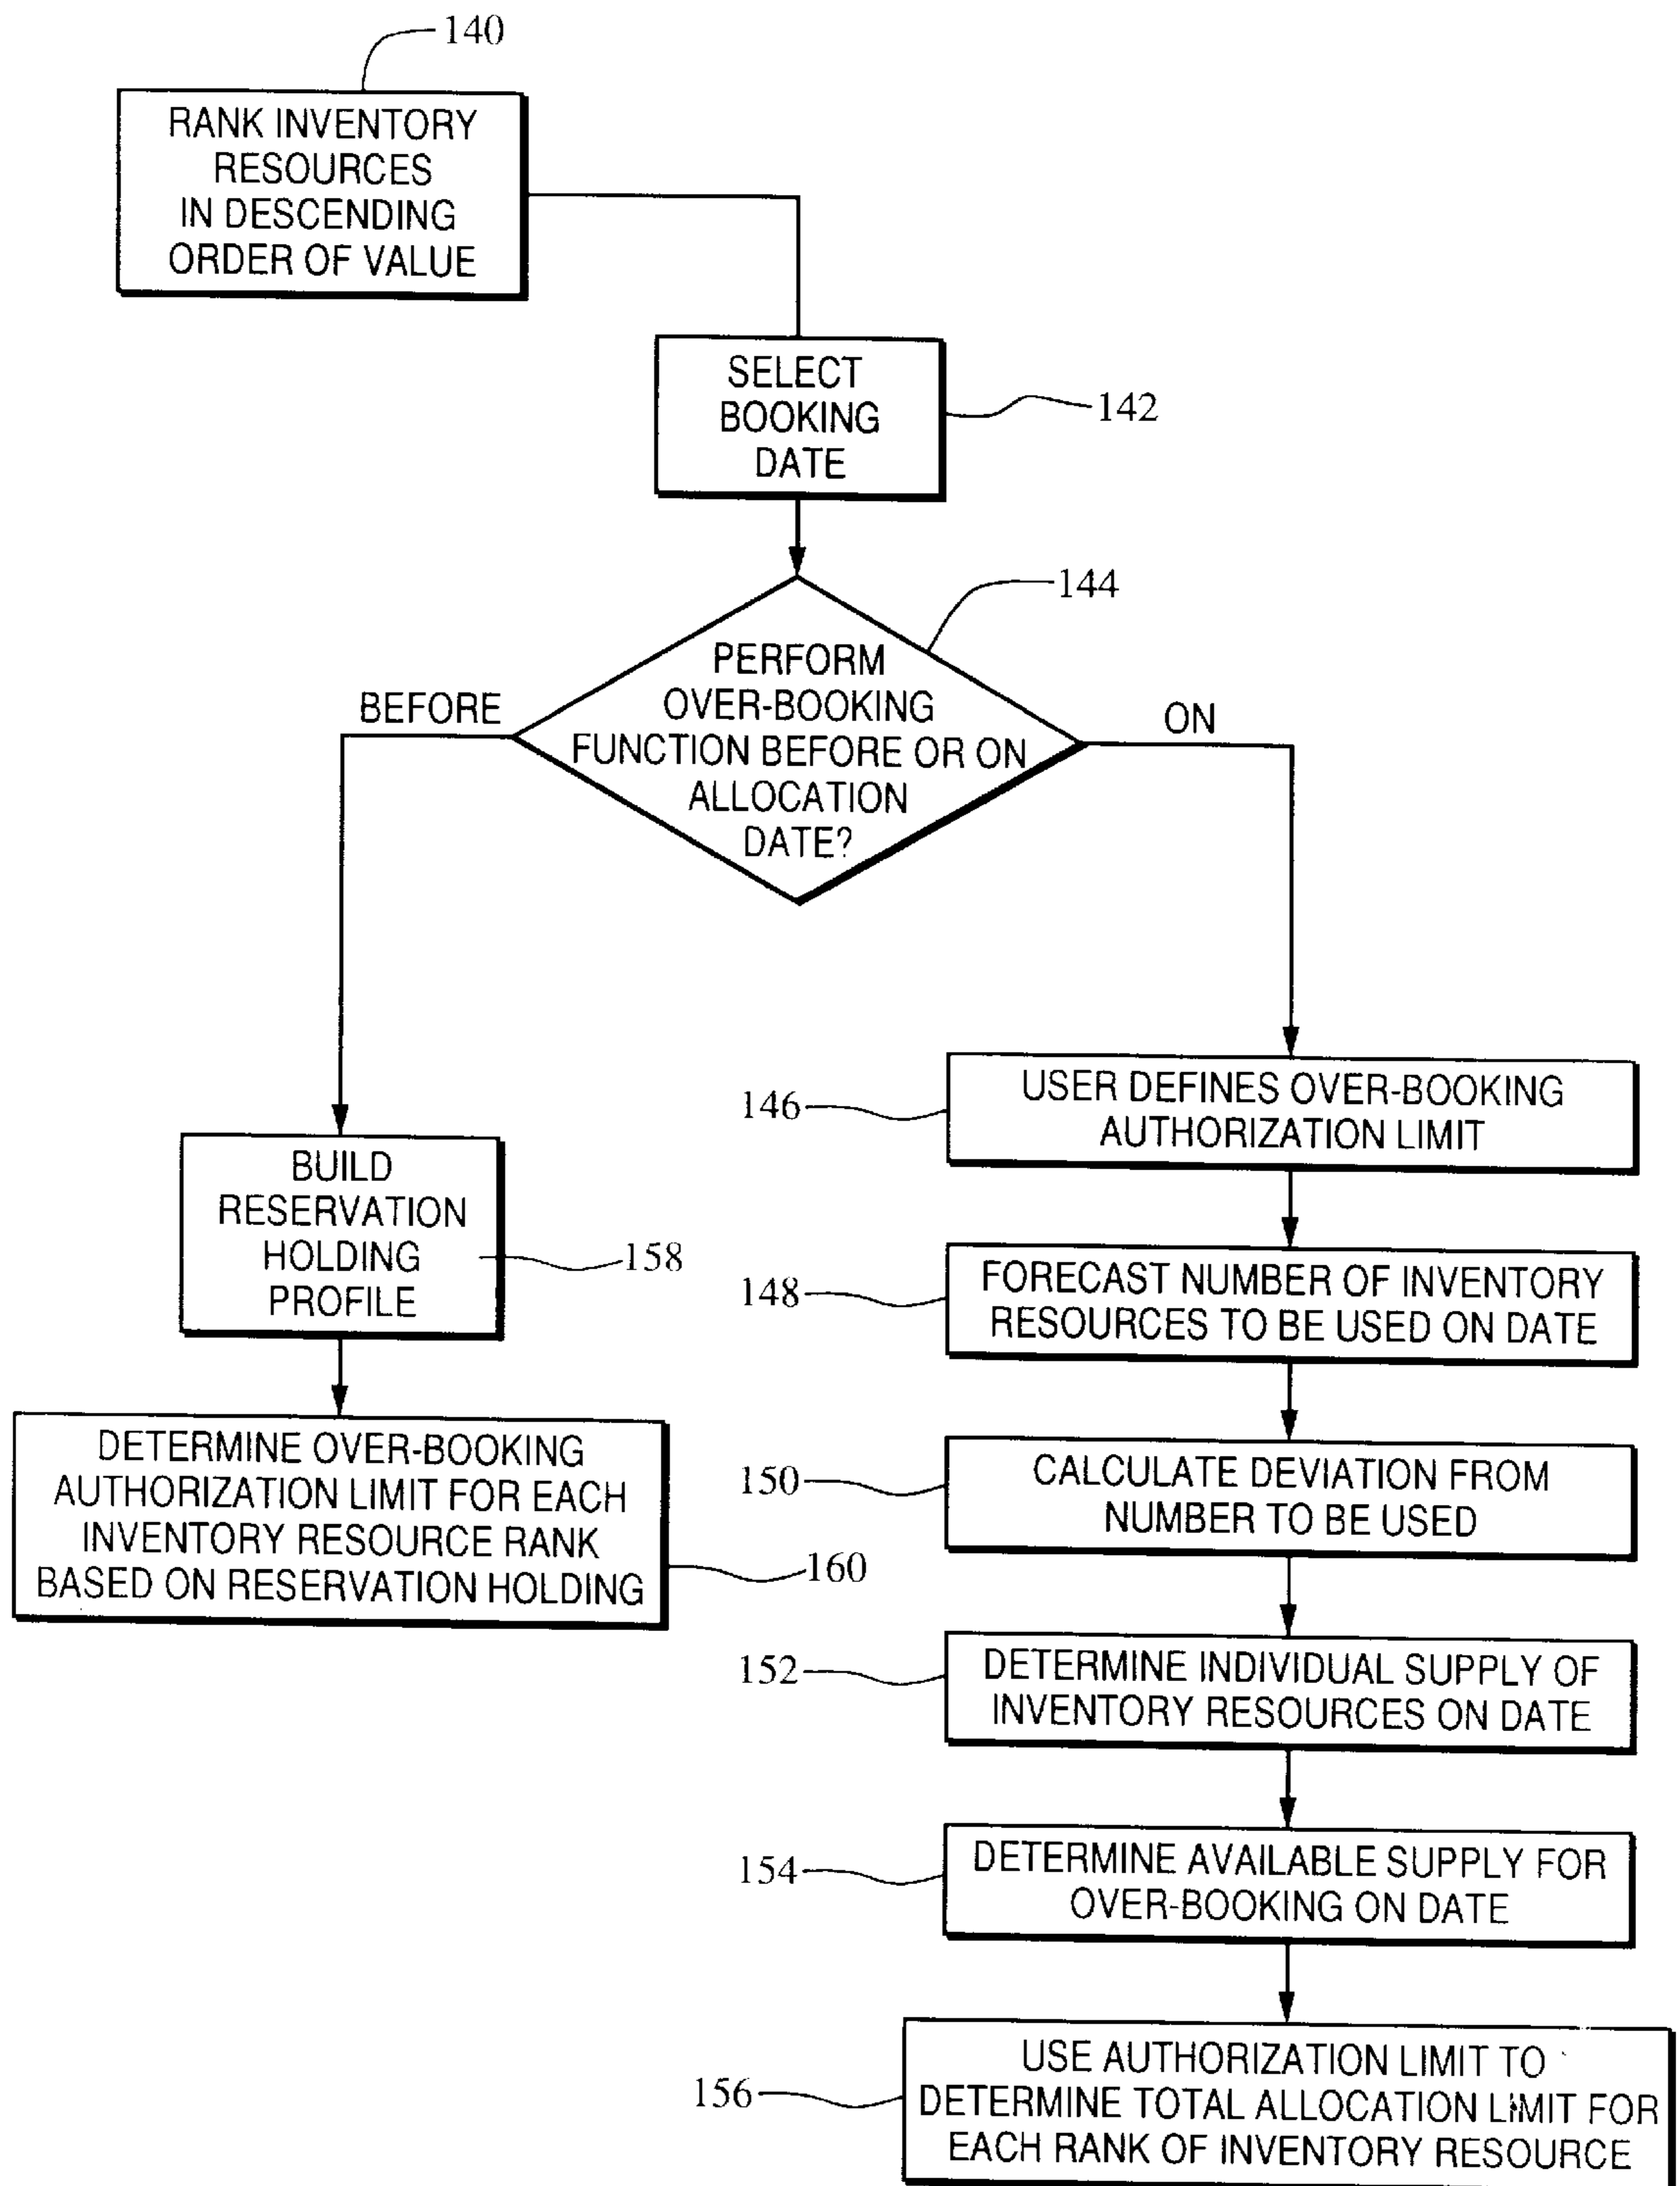 140
RANK INVENTORY
RESOURCES
IN DESCENDING
ORDER OF VALUE
SELECT
BOOKING
DATE
142
144
PERFORM
OVER-BOOKING
FUNCTION BEFORE OR ON
ALLOCATION
DATE?
BEFORE
ON
146
USER DEFINES OVER-BOOKING
AUTHORIZATION LIMIT
BUILD
RESERVATION
HOLDING
PROFILE
158
148
FORECAST NUMBER OF INVENTORY
RESOURCES TO BE USED ON DATE
DETERMINE OVER-BOOKING
AUTHORIZATION LIMIT FOR EACH
INVENTORY RESOURCE RANK
BASED ON RESERVATION HOLDING
160
150
CALCULATE DEVIATION FROM
NUMBER TO BE USED
152
DETERMINE INDIVIDUAL SUPPLY OF
INVENTORY RESOURCES ON DATE
154
DETERMINE AVAILABLE SUPPLY FOR
OVER-BOOKING ON DATE
156
USE AUTHORIZATION LIMIT TO
DETERMINE TOTAL ALLOCATION LIMIT FOR
EACH RANK OF INVENTORY RESOURCE